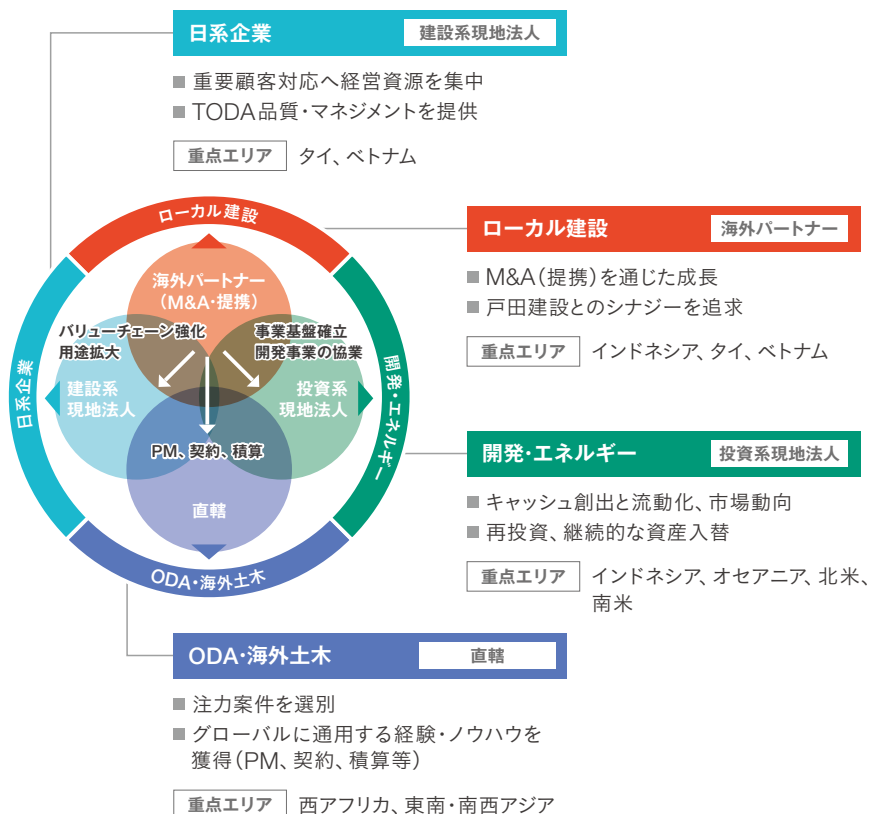 日系企業
建設系現地法人
■ 重要顧客対応へ経営資源を集中
■ TODA品質・マネジメントを提供
重点エリア
タイ、ベトナム
ローカル建設
海外パートナー
(M&A・提携)
バリューチェーン強化
用途拡大
事業基盤確立
開発事業の協業
日系企業
建設系
現地法人
投資系
現地法人
開発・エネルギー
PM、契約、積算
直轄
ODA・海外土木
ローカル建設
海外パートナー
■ M&A(提携)を通じた成長
■ 戸田建設とのシナジーを追求
重点エリア
インドネシア、タイ、ベトナム
開発・エネルギー
投資系現地法人
■ キャッシュ創出と流動化、市場動向
■ 再投資、継続的な資産入替
重点エリア
インドネシア、オセアニア、北米、
南米
ODA・海外土木
直轄
■ 注力案件を選別
■ グローバルに通用する経験・ノウハウを
獲得(PM、契約、積算等)
重点エリア
西アフリカ、東南・南西アジア